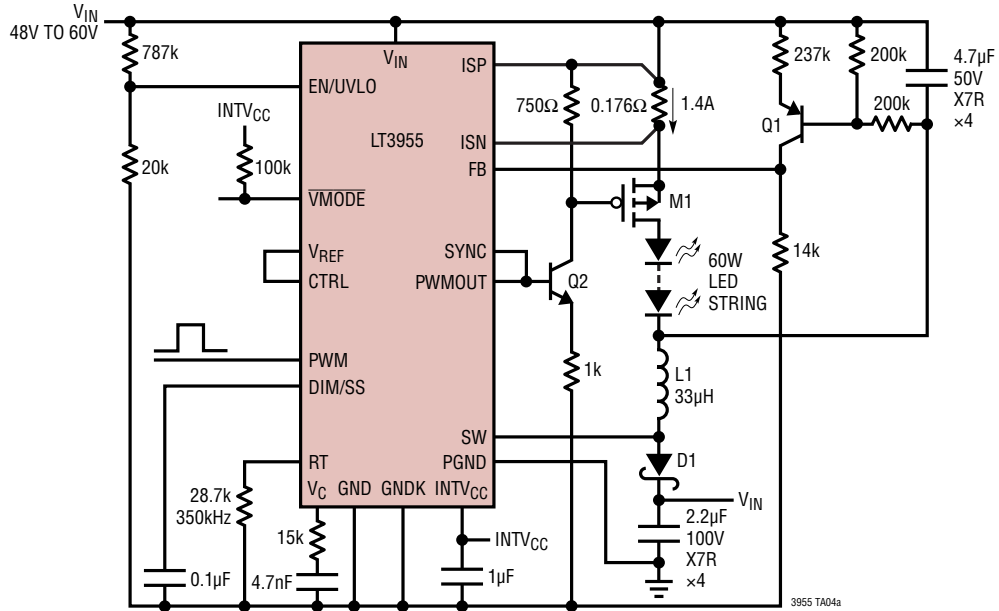 VIN
48V TO 60V
787k
20k
INTVCC
100k
VIN
EN/UVLO
LT3955
VMODE
VREF
CTRL
PWM
DIM/SS
RT
VC
GND
GNDK
INTVCC
ISP
ISN
FB
SYNC
PWMOUT
SW
PGND
750Ω
0.176Ω
1.4A
237k
200k
200k
4.7µF
50V
X7R
×4
Q1
M1
14k
60W
LED
STRING
Q2
1k
L1
33µH
D1
VIN
2.2µF
100V
X7R
×4
28.7k
350kHz
15k
4.7nF
0.1µF
INTVCC
1µF
3955 TA04a